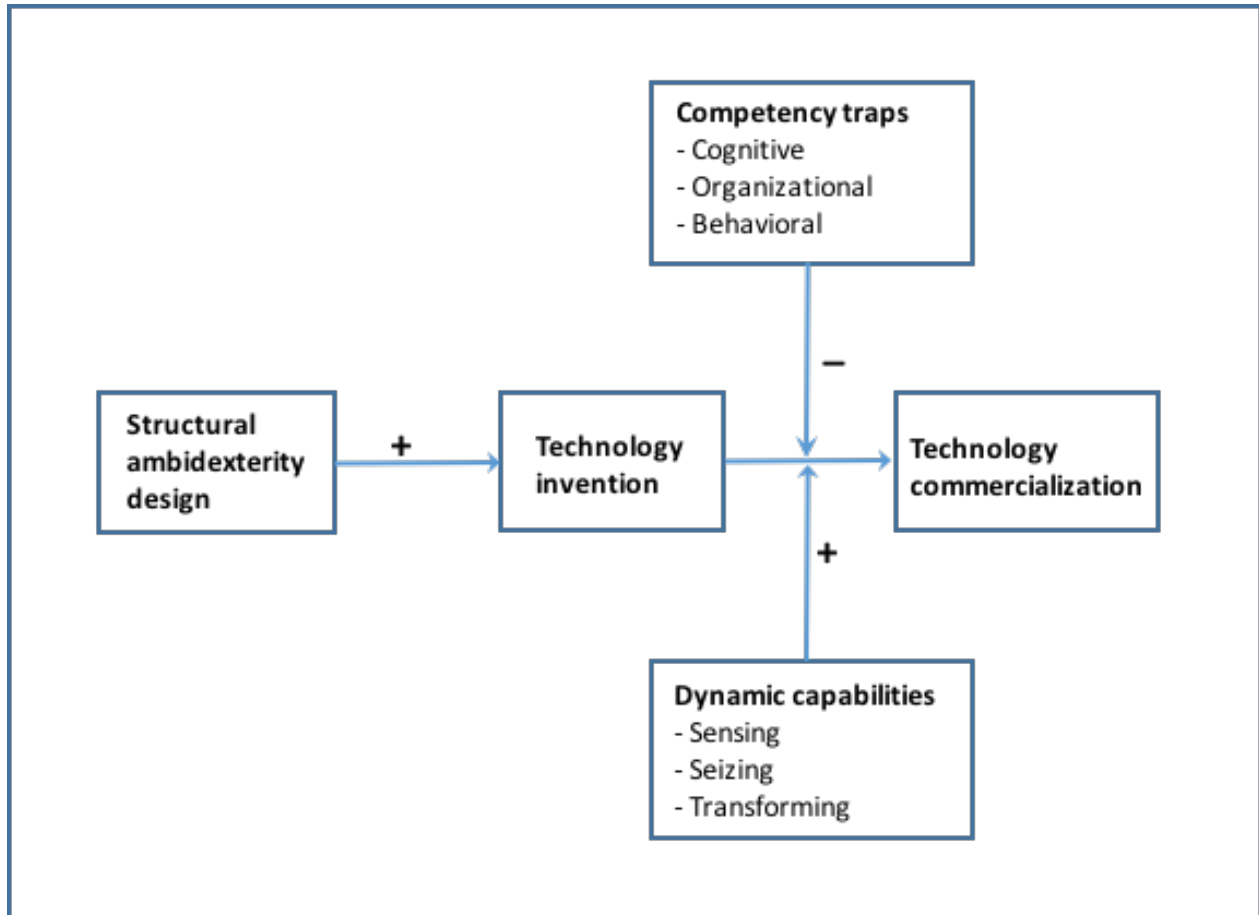 Competency traps
- Cognitive
- Organizational
- Behavioral
–
Structural
ambidexterity
design
+
Technology
invention
Technology
commercialization
+
Dynamic capabilities
- Sensing
- Seizing
- Transforming